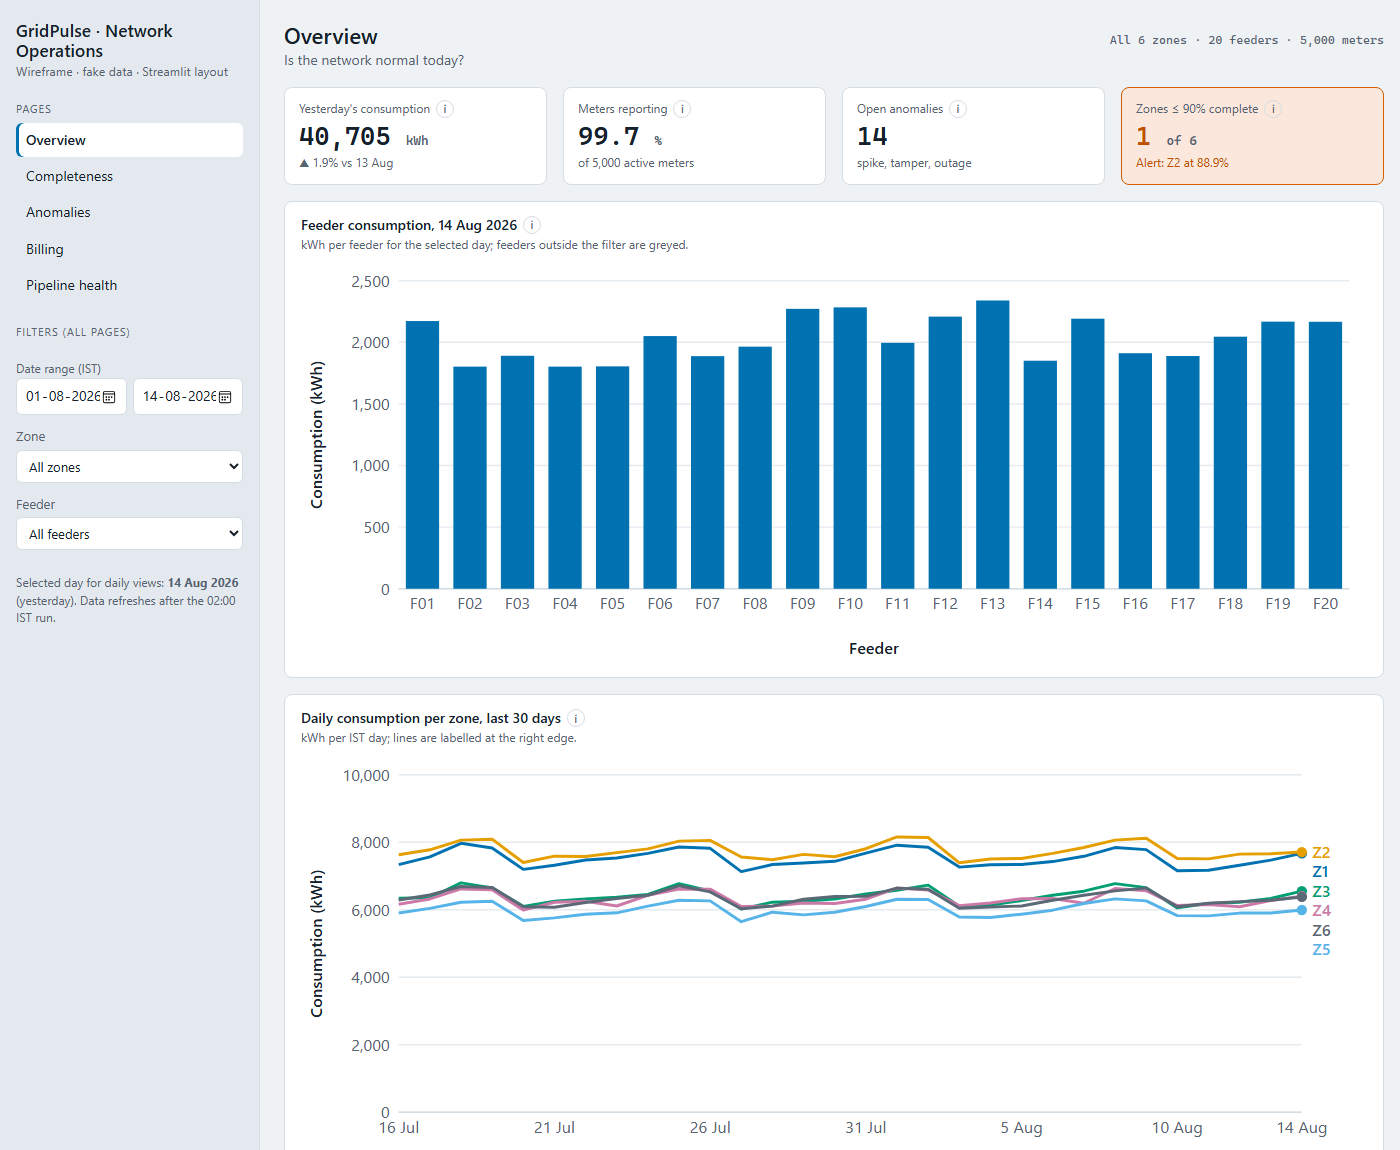 GridPulse · Network
Operations
Wireframe · fake data · Streamlit layout
PAGES
Overview
Completeness
Anomalies
Billing
Pipeline health
FILTERS (ALL PAGES)
Date range (IST)
01-08-2026 14-08-2026
Zone
All zones
Feeder
All feeders
Selected day for daily views: 14 Aug 2026
(yesterday). Data refreshes after the 02:00
IST run.
Overview
Is the network normal today?
All 6 zones · 20 feeders · 5,000 meters
Yesterday's consumption i
40,705 kWh
▲ 1.9% vs 13 Aug
Meters reporting i
99.7 %
of 5,000 active meters
Open anomalies i
14
spike, tamper, outage
Zones ≤ 90% complete i
1 of 6
Alert: Z2 at 88.9%
Feeder consumption, 14 Aug 2026 i
kWh per feeder for the selected day; feeders outside the filter are greyed.
Consumption (kWh)
2,500
2,000
1,500
1,000
500
0
F01 F02 F03 F04 F05 F06 F07 F08 F09 F10 F11 F12 F13 F14 F15 F16 F17 F18 F19 F20
Feeder
Daily consumption per zone, last 30 days i
kWh per IST day; lines are labelled at the right edge.
Consumption (kWh)
10,000
8,000
6,000
4,000
2,000
0
Z2
Z1
Z3
Z4
Z6
Z5
16 Jul 21 Jul 26 Jul 31 Jul 5 Aug 10 Aug 14 Aug